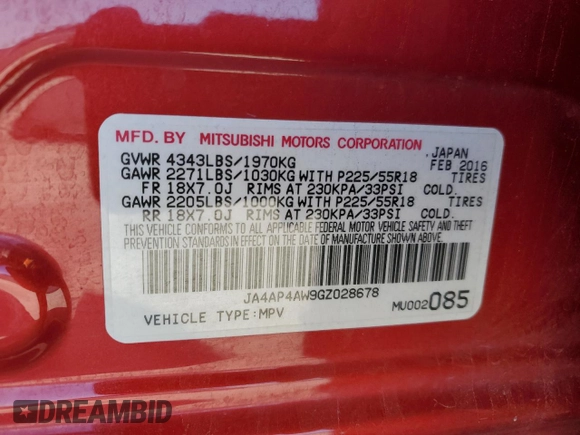 MFD. BY MITSUBISHI MOTORS CORPORATION, JAPAN
GVWR 4343LBS/1970KG FEB 2016
GAWR 2271LBS/1030KG WITH P225/55R18 TIRES
FR 18X7.0J RIMS AT 230KPA/33PSI COLD.
GAWR 2205LBS/1000KG WITH P225/55R18 TIRES
RR 18X7.0J RIMS AT 230KPA/33PSI COLD.
THIS VEHICLE CONFORMS TO ALL APPLICABLE FEDERAL MOTOR VEHICLE SAFETY AND THEFT
PREVENTION STANDARDS IN EFFECT ON THE DATE OF MANUFACTURE SHOWN ABOVE.
JA4AP4AW9GZ028678
VEHICLE TYPE:MPV MU002085
DREAMBID